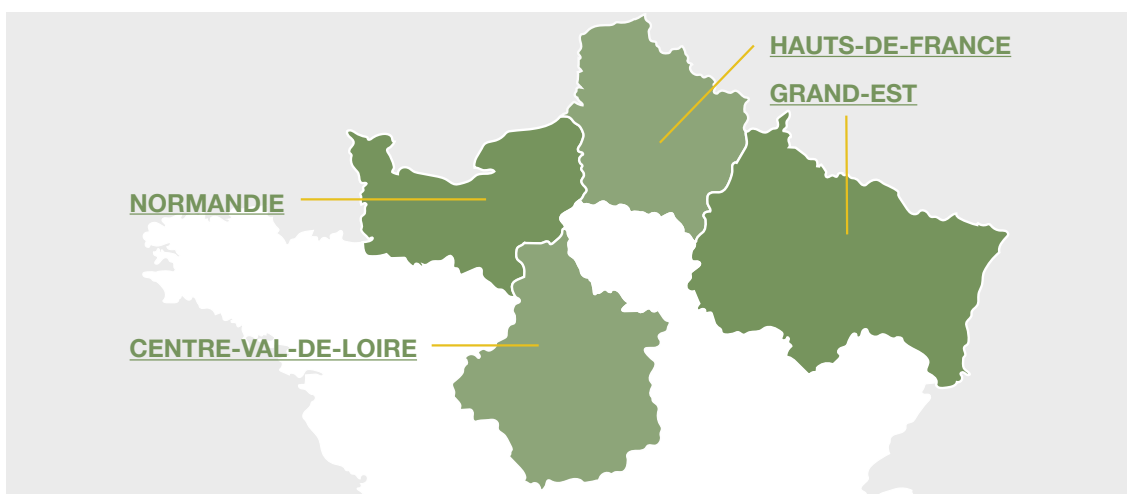 HAUTS-DE-FRANCE
GRAND-EST
NORMANDIE
CENTRE-VAL-DE-LOIRE